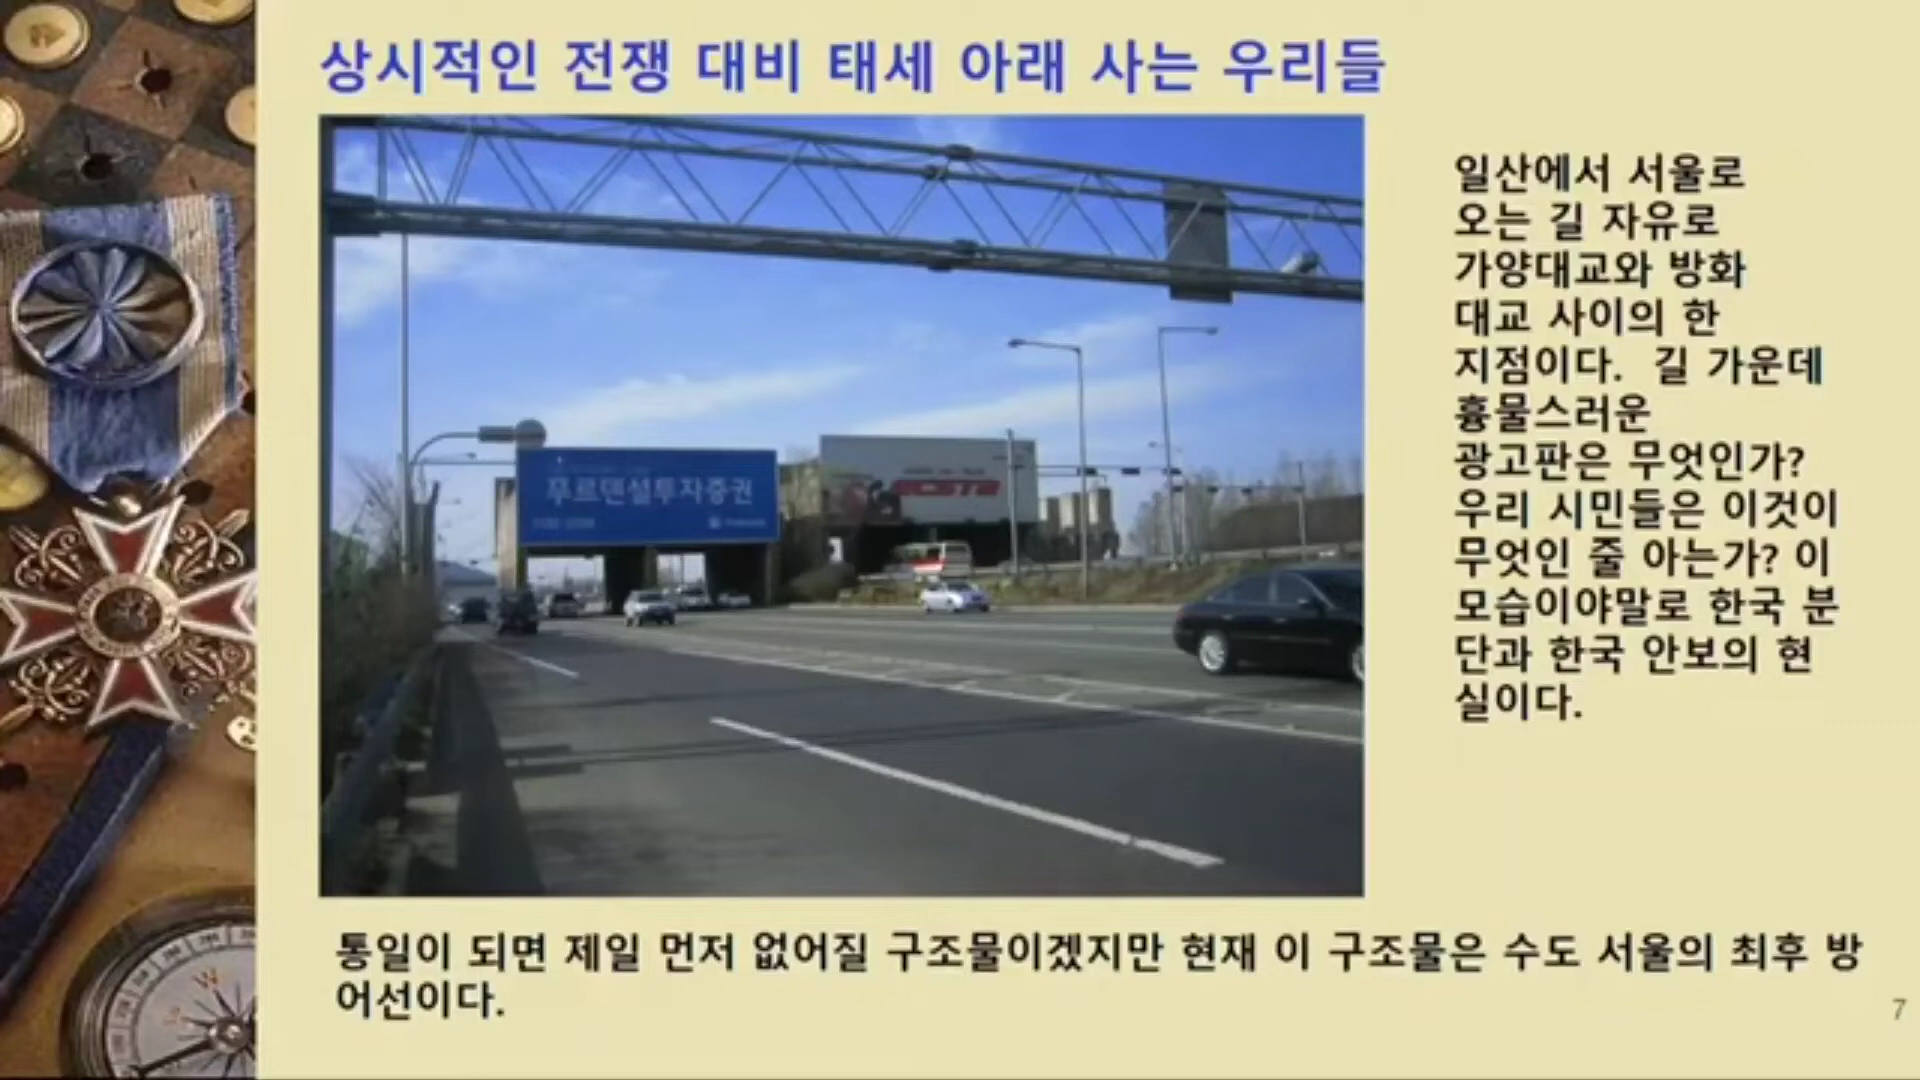 상시적인 전쟁 대비 태세 아래 사는 우리들
일산에서 서울로
오는 길 자유로
가양대교와 방화
대교 사이의 한
지점이다. 길 가운데
흉물스러운
광고판은 무엇인가?
우리 시민들은 이것이
무엇인 줄 아는가? 이
모습이야말로 한국 분
단과 한국 안보의 현
실이다.
푸르덴셜투자증권
통일이 되면 제일 먼저 없어질 구조물이겠지만 현재 이 구조물은 수도 서울의 최후 방
어선이다.
W
7